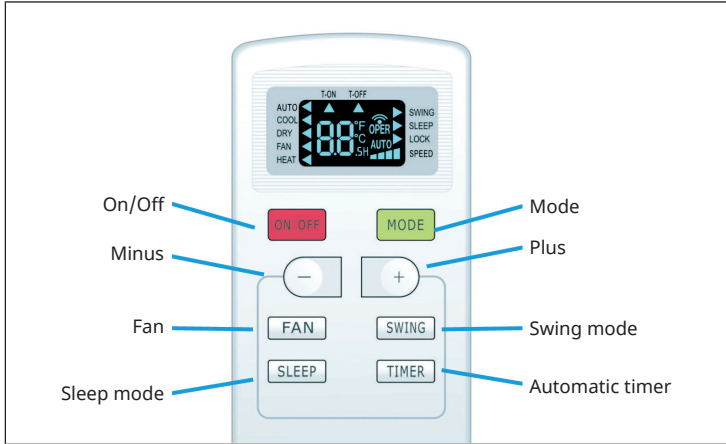 T-ON T-OFF
AUTO
COOL
DRY
FAN
HEAT
88
°F
°C
.5H
OPER
AUTO
SWING
SLEEP
LOCK
SPEED
On/Off
ON OFF
MODE
Mode
Minus
−
+
Plus
Fan
FAN
SWING
Swing mode
Sleep mode
SLEEP
TIMER
Automatic timer